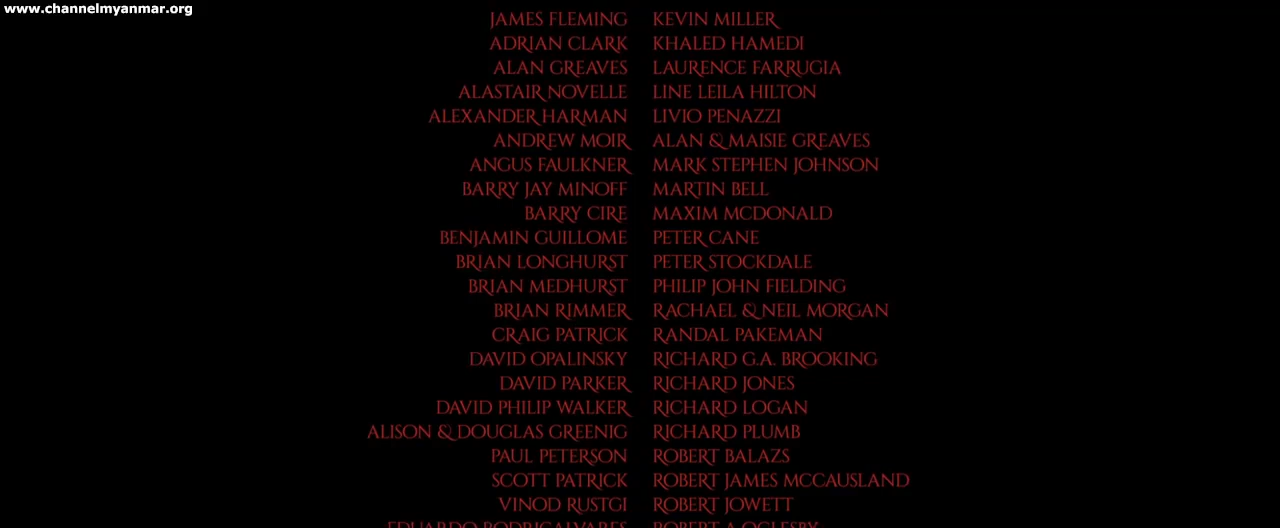 www.channelmyanmar.org
JAMES FLEMING KEVIN MILLER
ADRIAN CLARK KHALED HAMEDI
ALAN GREAVES LAURENCE FARRUGIA
ALASTAIR NOVELLE LINE LEILA HILTON
ALEXANDER HARMAN LIVIO PENAZZI
ANDREW MOIR ALAN & MAISIE GREAVES
ANGUS FAULKNER MARK STEPHEN JOHNSON
BARRY JAY MINOFF MARTIN BELL
BARRY CIRE MAXIM MCDONALD
BENJAMIN GUILLOME PETER CANE
BRIAN LONGHURST PETER STOCKDALE
BRIAN MEDHURST PHILIP JOHN FIELDING
BRIAN RIMMER RACHAEL & NEIL MORGAN
CRAIG PATRICK RANDAL PAKEMAN
DAVID OPALINSKY RICHARD G.A. BROOKING
DAVID PARKER RICHARD JONES
DAVID PHILIP WALKER RICHARD LOGAN
ALISON & DOUGLAS GREENIG RICHARD PLUMB
PAUL PETERSON ROBERT BALAZS
SCOTT PATRICK ROBERT JAMES MCCAUSLAND
VINOD RUSTGI ROBERT JOWETT
EDUARDO ROBERT A